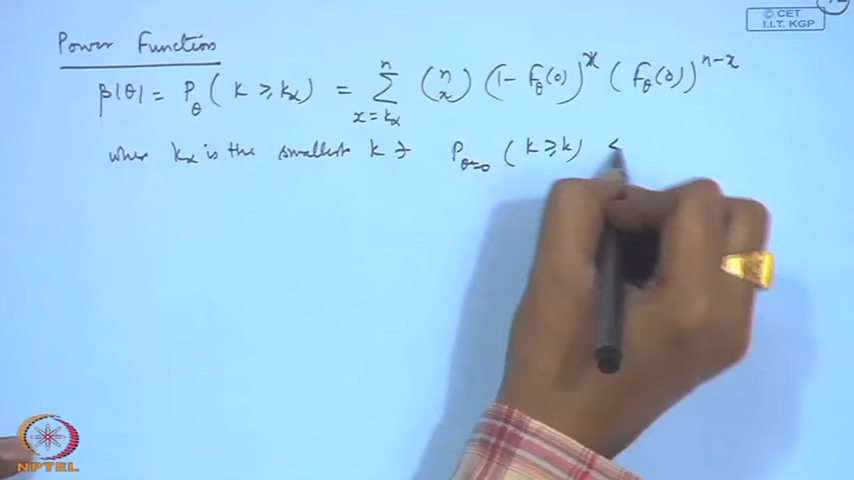 © CET
I.I.T. KGP
Power Function
β(θ) = P_θ ( K ≥ k_α ) = Σ_{x=k_α}^{n} (n x) (1 - F_θ(0))^x ( F_θ(0) )^{n-x}
where k_α is the smallest k ∋ P_{θ=0} ( K ≥ k ) ≤
NPTEL